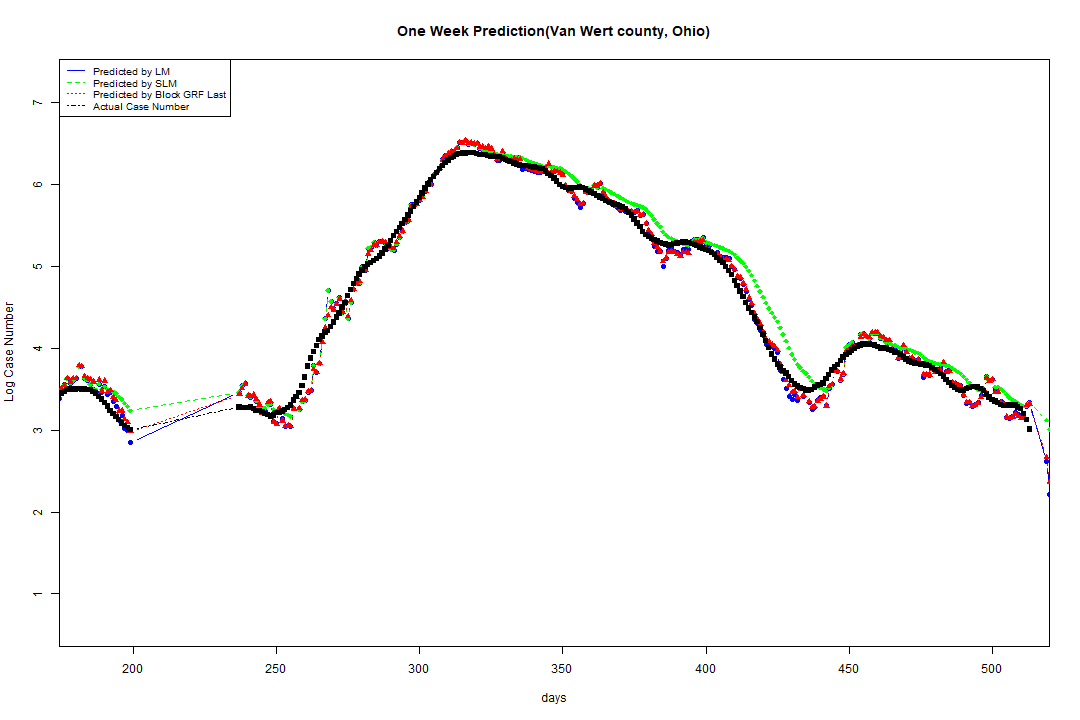 One Week Prediction(Van Wert county, Ohio)
Predicted by LM
Predicted by SLM
Predicted by Block GRF Last
Actual Case Number
7
6
5
4
3
2
1
Log Case Number
200 250 300 350 400 450 500
days